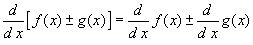 d/dx [f(x) ± g(x)] = d/dx f(x) ± d/dx g(x)